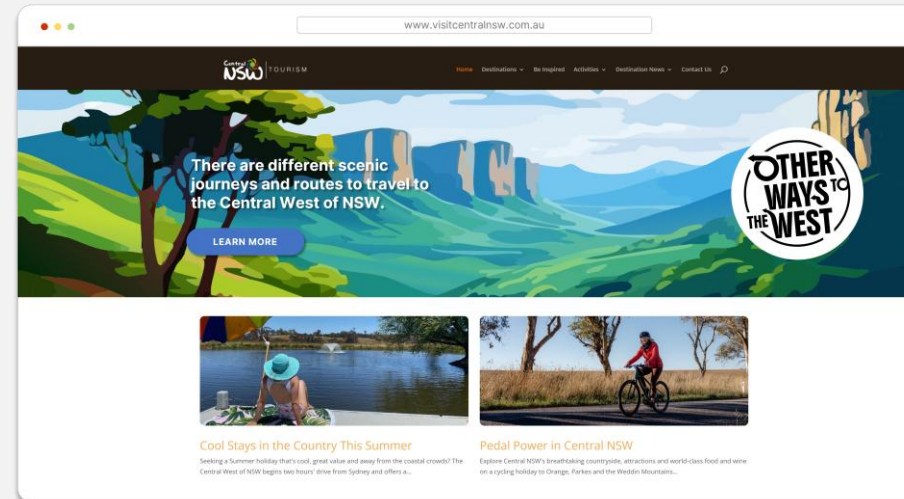 www.visitcentralnsw.com.au
Central
NSW
TOURISM
Home Destinations Be Inspired Activities Destination News Contact Us
There are different scenic
journeys and routes to travel to
the Central West of NSW.
LEARN MORE
OTHER
WAYS TO
THE WEST
Cool Stays in the Country This Summer
Seeking a Summer holiday that's cool, great value and away from the coastal crowds? The
Central West of NSW begins two hours' drive from Sydney and offers a...
Pedal Power in Central NSW
Explore Central NSW's breathtaking countryside, attractions and world-class food and wine
on a cycling holiday to Orange, Parkes and the Weddin Mountains...